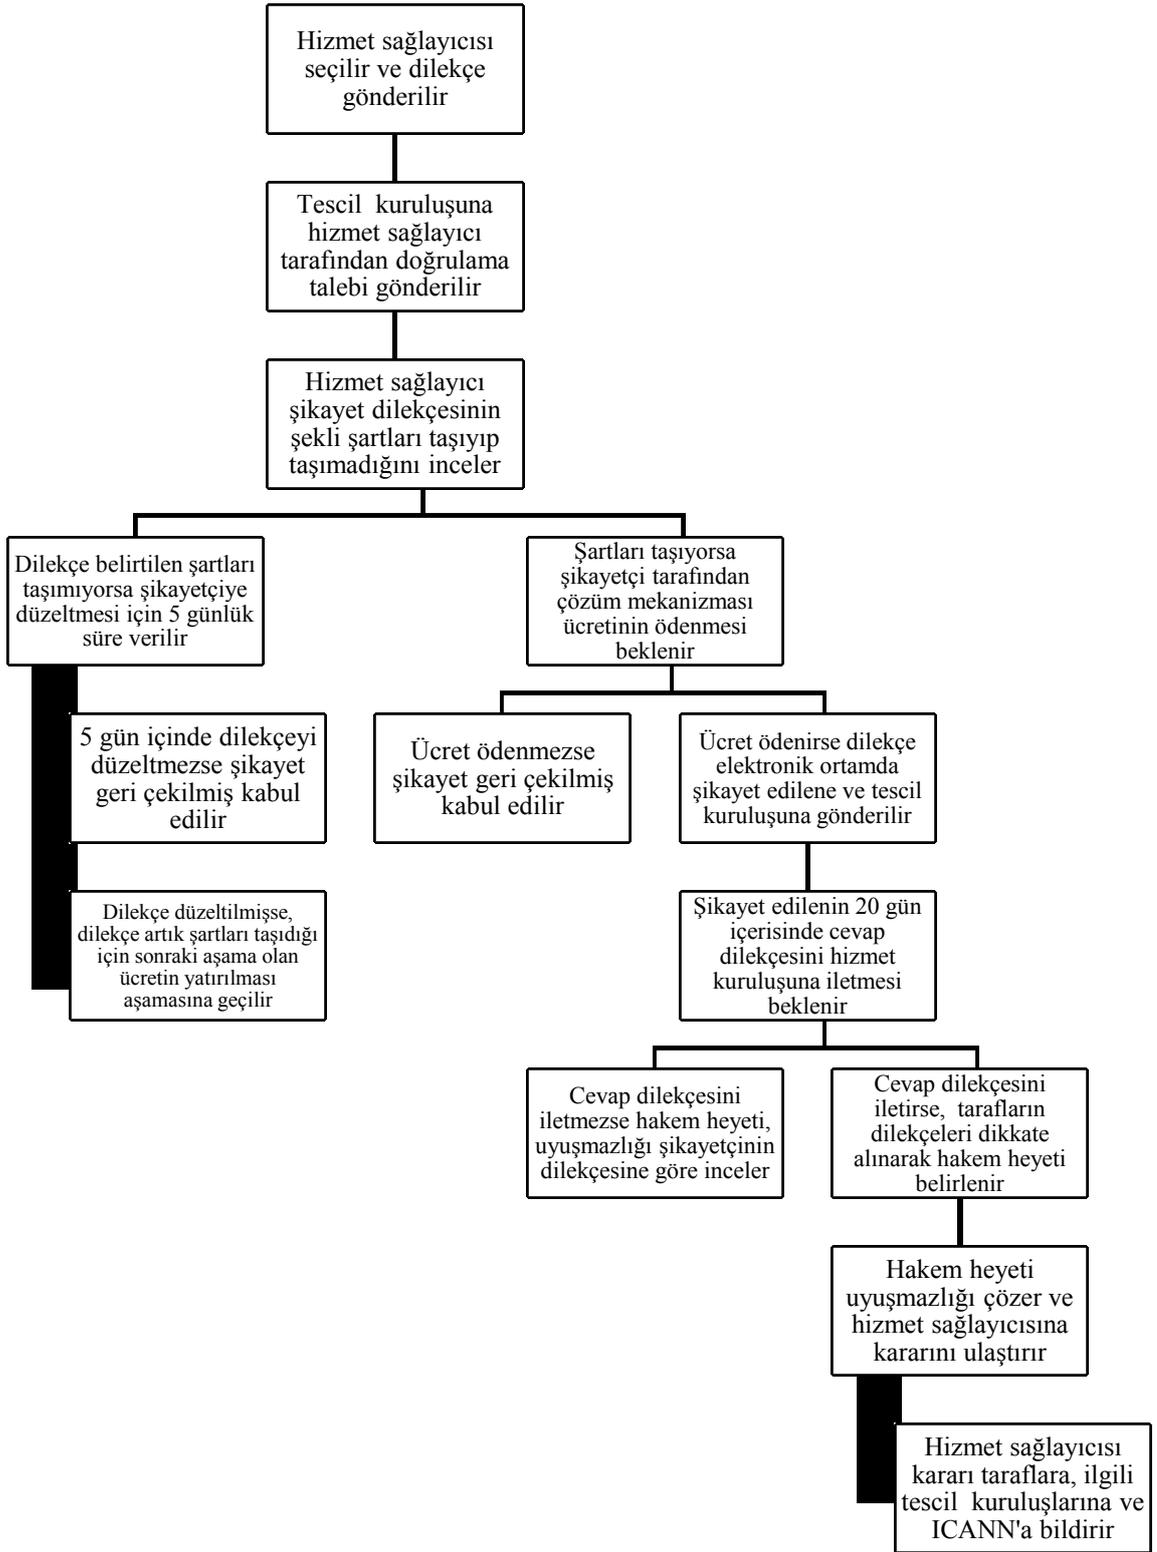 Hizmet sağlayıcısı
seçilir ve dilekçe
gönderilir
Tescil kuruluşuna
hizmet sağlayıcı
tarafından doğrulama
talebi gönderilir
Hizmet sağlayıcı
şikayet dilekçesinin
şekli şartları taşıyıp
taşımadığını inceler
Dilekçe belirtilen şartları
taşımıyorsa şikayetçiye
düzeltmesi için 5 günlük
süre verilir
Şartları taşıyorsa
şikayetçi tarafından
çözüm mekanizması
ücretinin ödenmesi
beklenir
5 gün içinde dilekçeyi
düzeltmezse şikayet
geri çekilmiş kabul
edilir
Ücret ödenmezse
şikayet geri çekilmiş
kabul edilir
Ücret ödenirse dilekçe
elektronik ortamda
şikayet edilene ve tescil
kuruluşuna gönderilir
Dilekçe düzeltilmişse,
dilekçe artık şartları taşıdığı
için sonraki aşama olan
ücretin yatırılması
aşamasına geçilir
Şikayet edilenin 20 gün
içerisinde cevap
dilekçesini hizmet
kuruluşuna iletmesi
beklenir
Cevap dilekçesini
iletmezse hakem heyeti,
uyuşmazlığı şikayetçinin
dilekçesine göre inceler
Cevap dilekçesini
iletirse, tarafların
dilekçeleri dikkate
alınarak hakem heyeti
belirlenir
Hakem heyeti
uyuşmazlığı çözer ve
hizmet sağlayıcısına
kararını ulaştırır
Hizmet sağlayıcısı
kararı taraflara, ilgili
tescil kuruluşlarına ve
ICANN'a bildirir